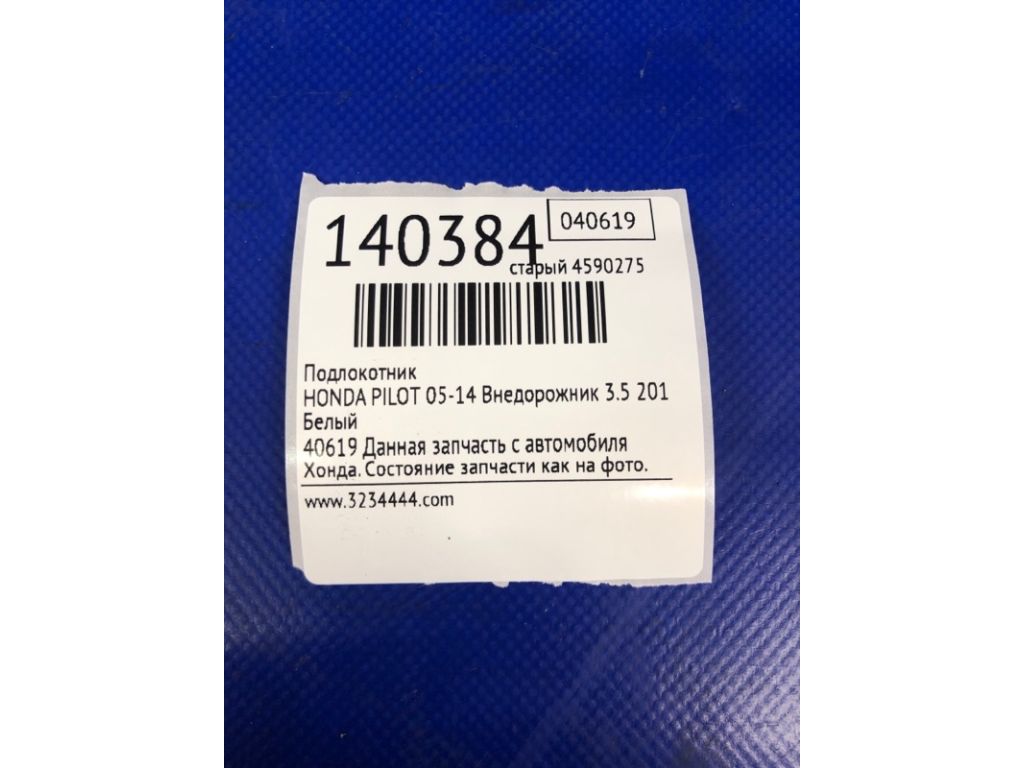 140384
040619
старый 4590275
Подлокотник
HONDA PILOT 05-14 Внедорожник 3.5 201
Белый
40619 Данная запчасть с автомобиля
Хонда. Состояние запчасти как на фото.
www.3234444.com